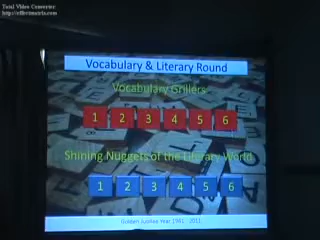 Total Video Converter
http://effectmatrix.com
Vocabulary & Literary Round
Vocabulary Grillers
1 2 3 4 5 6
Shining Nuggets of the Literary World
1 2 3 4 5 6
Golden Jubilee Year 1961 - 2011